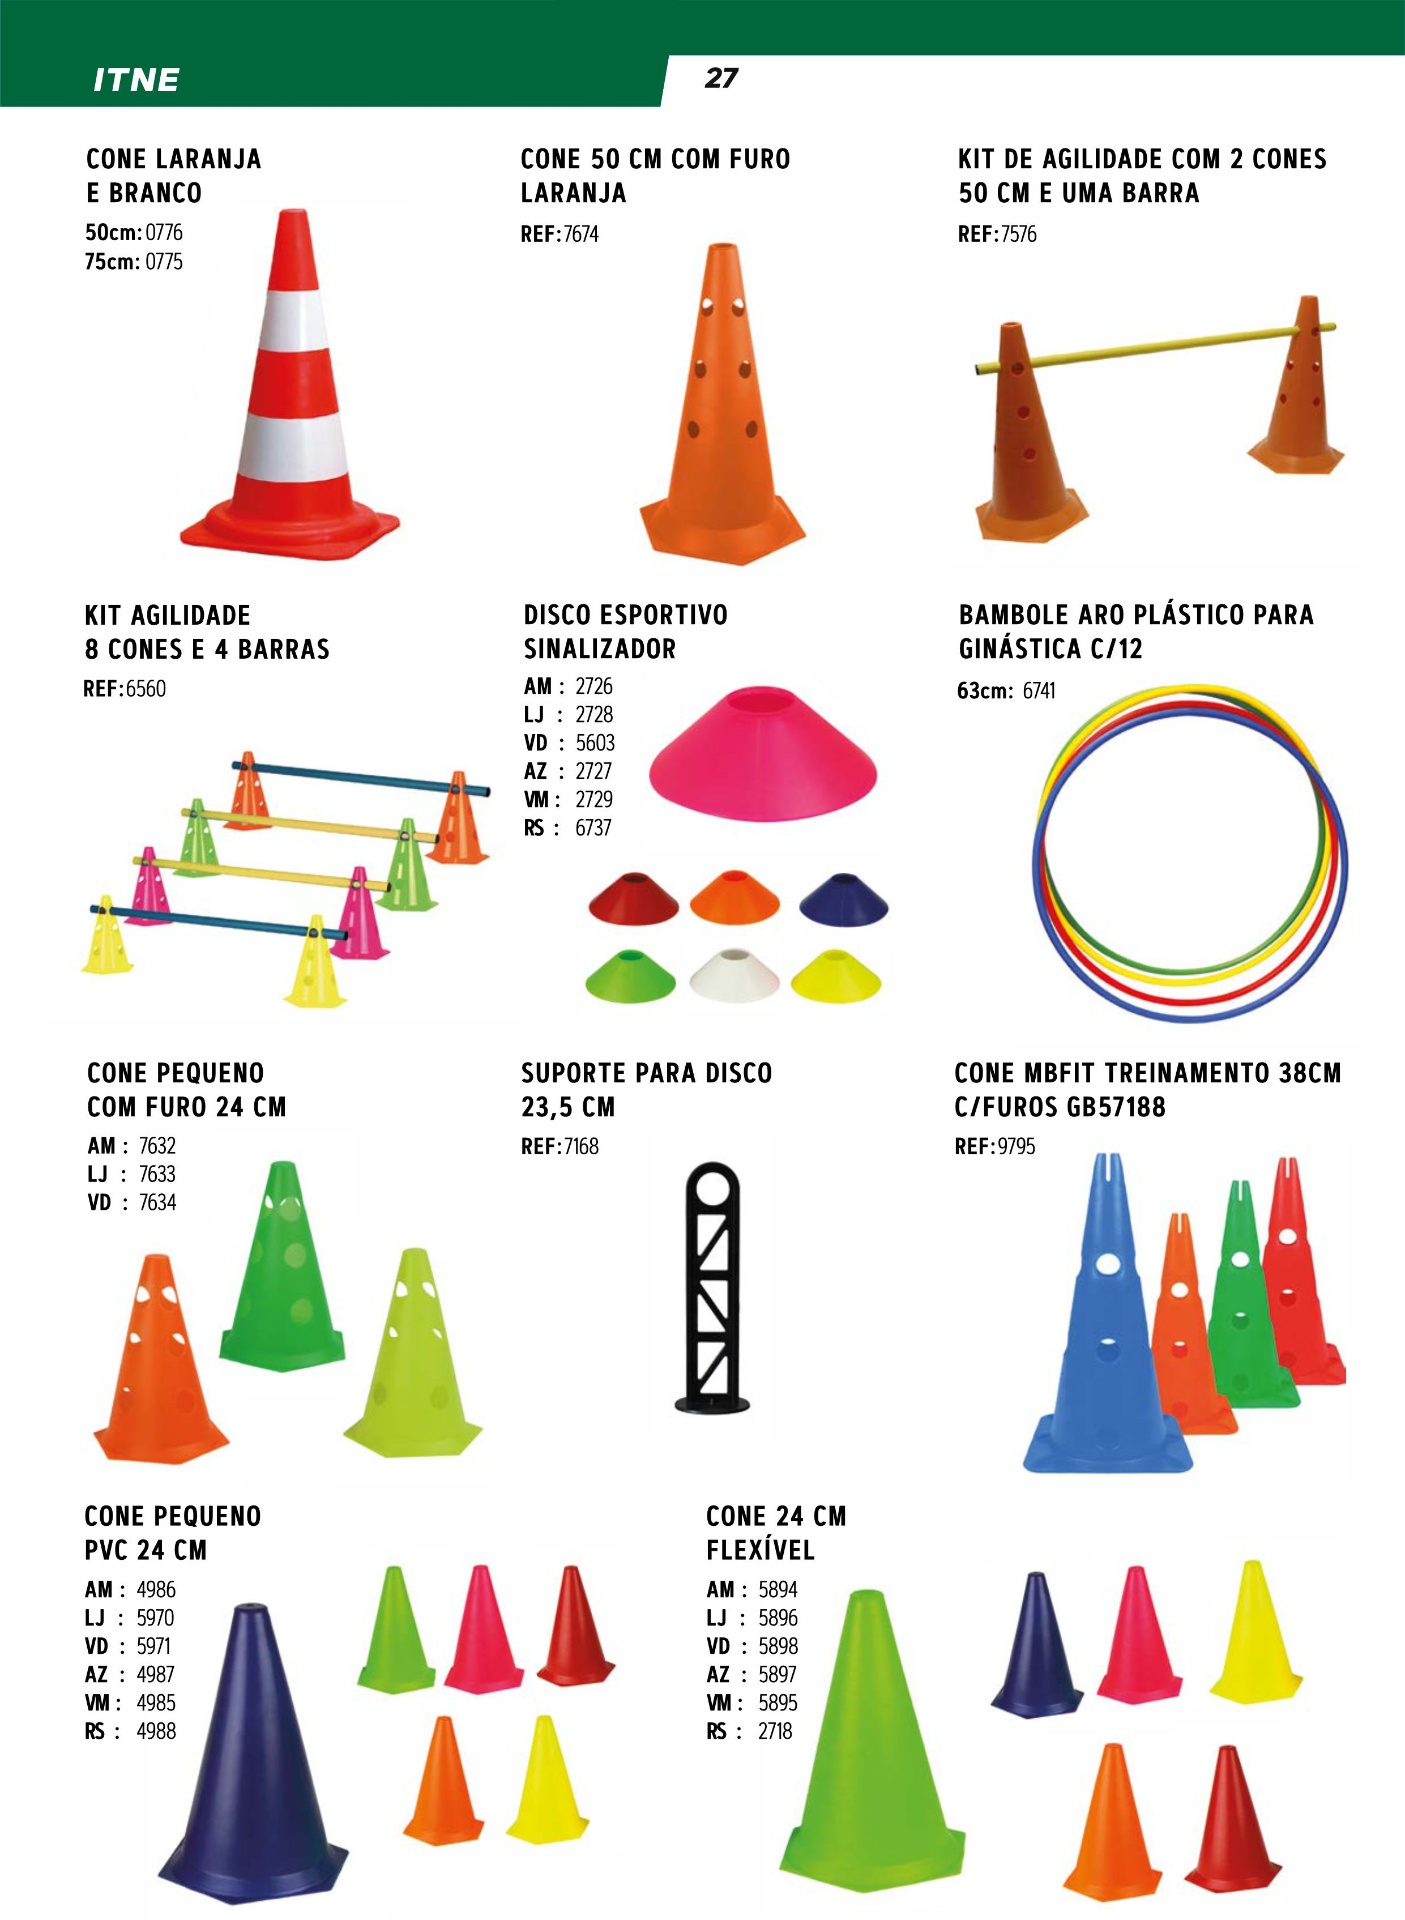 ITNE
27
CONE LARANJA
E BRANCO
50cm: 0776
75cm: 0775
CONE 50 CM COM FURO
LARANJA
REF:7674
KIT DE AGILIDADE COM 2 CONES
50 CM E UMA BARRA
REF:7576
KIT AGILIDADE
8 CONES E 4 BARRAS
REF:6560
DISCO ESPORTIVO
SINALIZADOR
AM : 2726
LJ : 2728
VD : 5603
AZ : 2727
VM : 2729
RS : 6737
BAMBOLE ARO PLÁSTICO PARA
GINÁSTICA C/12
63cm: 6741
CONE PEQUENO
COM FURO 24 CM
AM : 7632
LJ : 7633
VD : 7634
SUPORTE PARA DISCO
23,5 CM
REF:7168
CONE MBFIT TREINAMENTO 38CM
C/FUROS GB57188
REF:9795
CONE PEQUENO
PVC 24 CM
AM : 4986
LJ : 5970
VD : 5971
AZ : 4987
VM : 4985
RS : 4988
CONE 24 CM
FLEXÍVEL
AM : 5894
LJ : 5896
VD : 5898
AZ : 5897
VM : 5895
RS : 2718